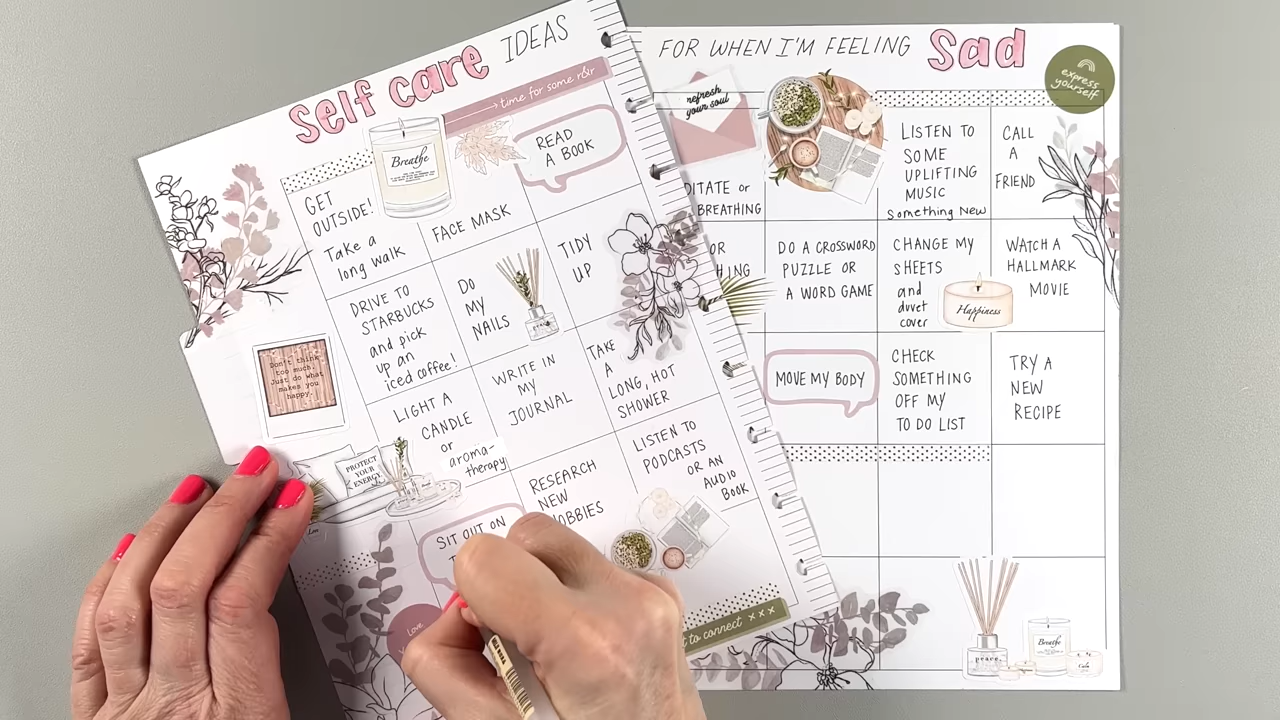 Self care IDEAS
time for some r&r
Breathe
READ
A BOOK
GET
OUTSIDE!
Take a
long walk
FACE MASK
TIDY
UP
DRIVE TO
STARBUCKS
and pick
up an
iced coffee!
DO
MY
NAILS
peace.
Don't think
too much.
Just do what
makes you
happy.
LIGHT A
CANDLE
or
aroma-
therapy
WRITE IN
MY
JOURNAL
TAKE
A
LONG, HOT
SHOWER
PROTECT
YOUR
ENERGY
SIT OUT ON
RESEARCH
NEW
HOBBIES
LISTEN TO
PODCASTS
OR AN
AUDIO
BOOK
Love
to connect xxx
FOR WHEN I'M FEELING Sad
express
yourself
refresh
your soul
OR
BREATHING
LISTEN TO
SOME
UPLIFTING
MUSIC
Something New
CALL
A
FRIEND
OR
DO A CROSSWORD
PUZZLE OR
A WORD GAME
CHANGE MY
SHEETS
and
duvet
cover
Happiness
WATCH A
HALLMARK
MOVIE
MOVE MY BODY
CHECK
SOMETHING
OFF MY
TO DO LIST
TRY A
NEW
RECIPE
peace.
Breathe
Calm